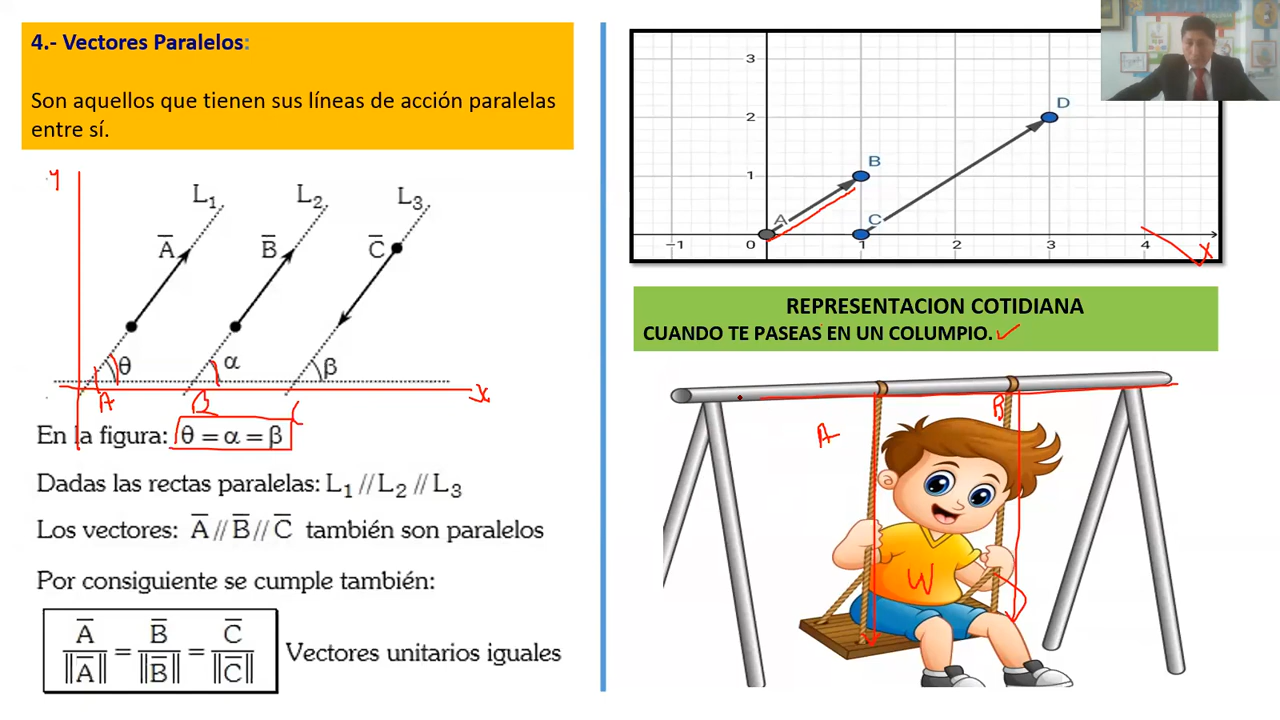 4.- Vectores Paralelos:
Son aquellos que tienen sus líneas de acción paralelas
entre sí.
y
L1 L2 L3
A̅ B̅ C̅
θ α β
A B C x
En la figura: θ = α = β
Dadas las rectas paralelas: L1 // L2 // L3
Los vectores: A̅ // B̅ // C̅ también son paralelos
Por consiguiente se cumple también:
A̅/‖A̅‖ = B̅/‖B̅‖ = C̅/‖C̅‖ Vectores unitarios iguales
3
2 D
1 B
A C
−1 0 1 2 3 4 x
REPRESENTACION COTIDIANA
CUANDO TE PASEAS EN UN COLUMPIO.
A B
W